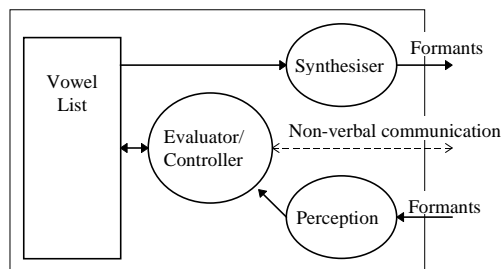 Formants
Synthesiser
Vowel
List
Evaluator/
Controller
Non-verbal communication
Perception
Formants